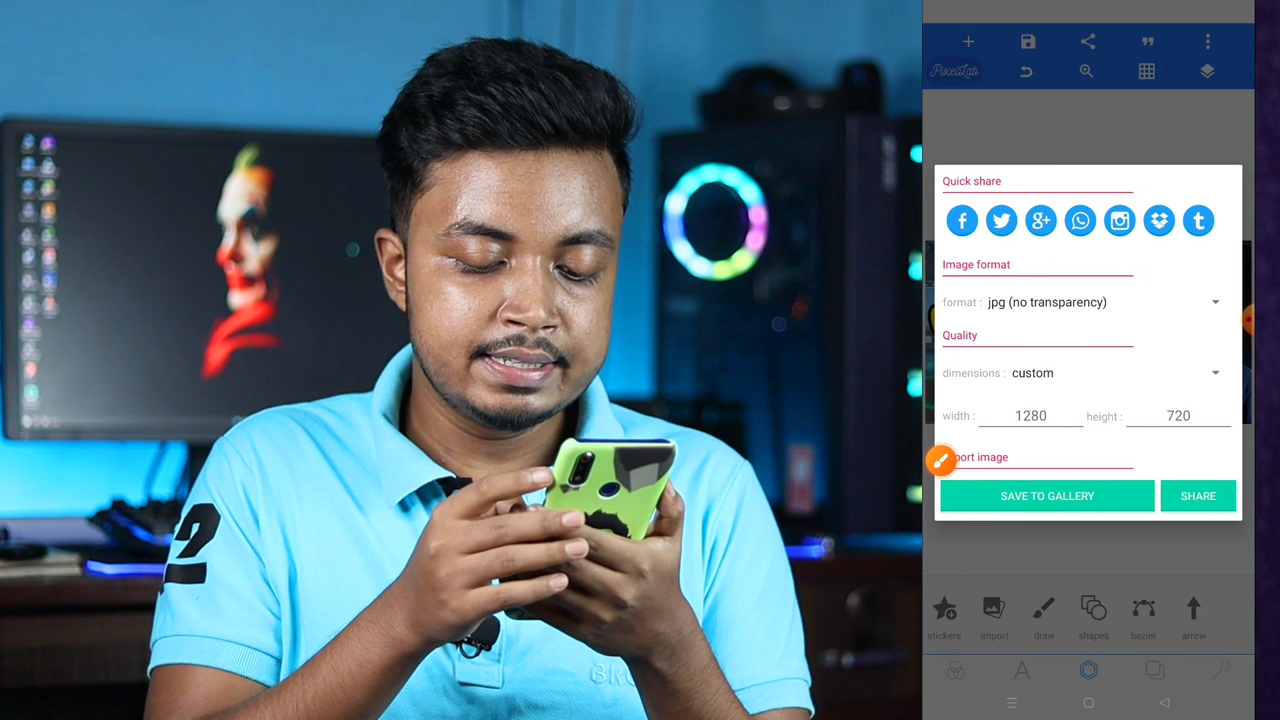 PixelLab
Quick share
Image format
format : jpg (no transparency)
Quality
dimensions : custom
width : 1280 height : 720
port image
SAVE TO GALLERY SHARE
stickers import draw shapes bezier arrow
2